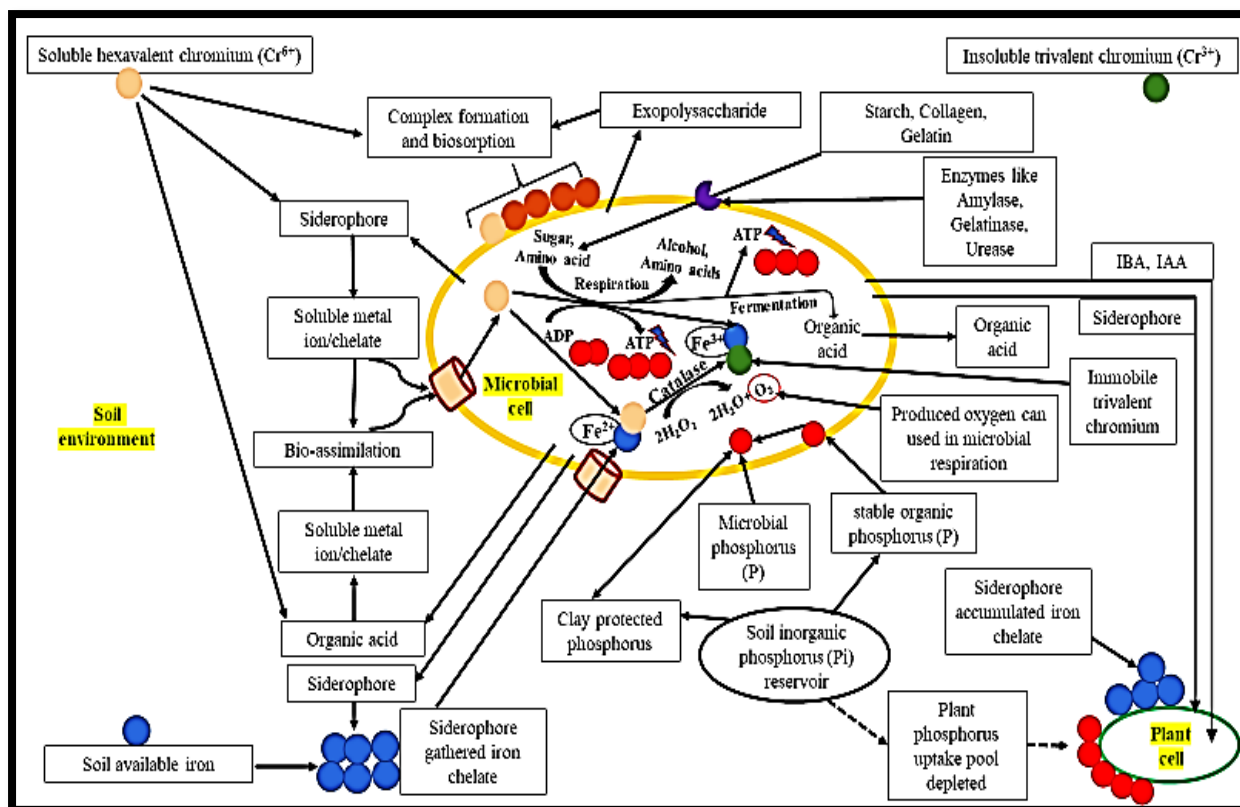 Soluble hexavalent chromium (Cr⁶⁺)
Insoluble trivalent chromium (Cr³⁺)
Complex formation
and biosorption
Exopolysaccharide
Starch, Collagen,
Gelatin
Enzymes like
Amylase,
Gelatinase,
Urease
Siderophore
Sugar,
Amino acid
Alcohol,
Amino acids
ATP
Respiration
IBA, IAA
Fermentation
Siderophore
Soluble metal
ion/chelate
ADP
ATP
Fe³⁺
Organic
acid
Organic
acid
Microbial
cell
Catalase
Immobile
trivalent
chromium
Soil
environment
Fe²⁺
2H₂O₂
2H₂O+ O₂
Produced oxygen can
used in microbial
respiration
Bio-assimilation
Soluble metal
ion/chelate
Microbial
phosphorus
(P)
stable organic
phosphorus (P)
Siderophore
accumulated iron
chelate
Organic acid
Clay protected
phosphorus
Soil inorganic
phosphorus (Pi)
reservoir
Siderophore
Siderophore
gathered iron
chelate
Plant
phosphorus
uptake pool
depleted
Plant
cell
Soil available iron